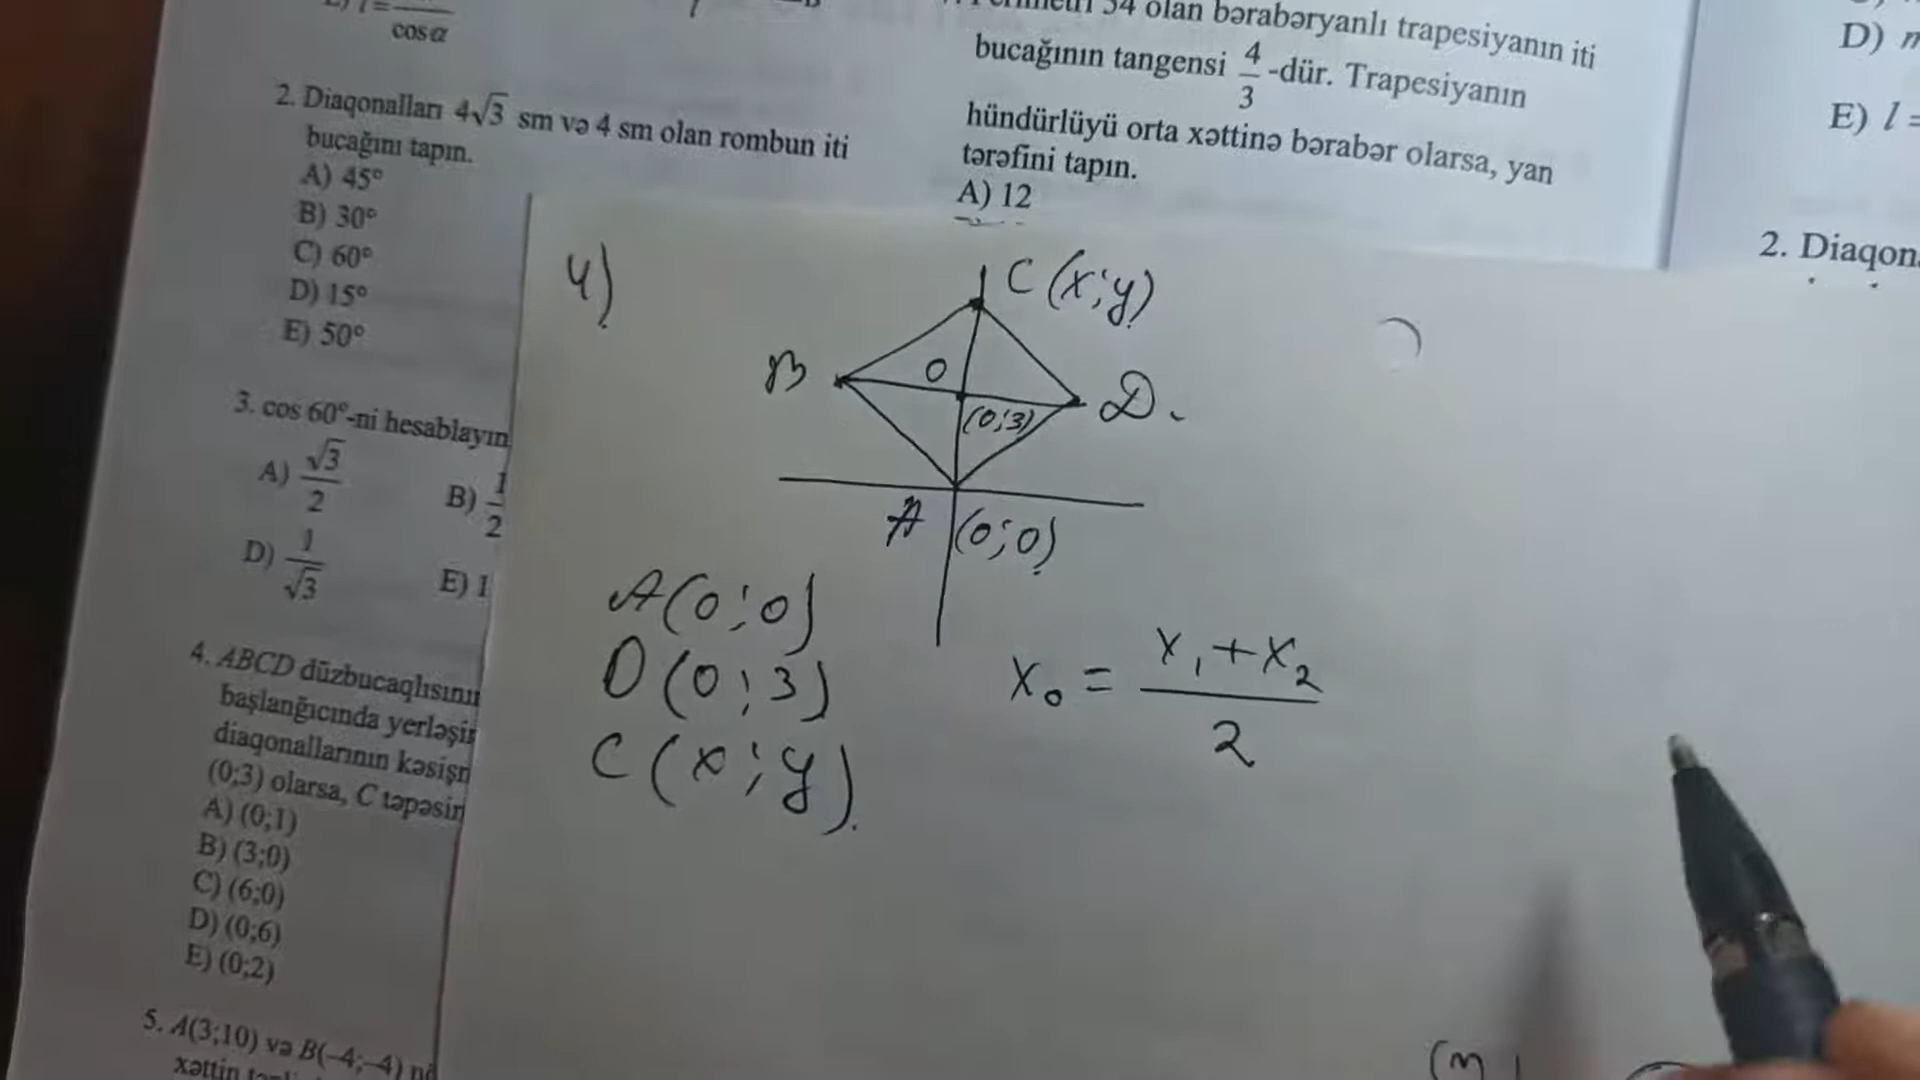 cosα
2. Diaqonalları 4√3 sm və 4 sm olan rombun iti
bucağını tapın.
A) 45°
B) 30°
C) 60°
D) 15°
E) 50°
3. cos 60°-ni hesablayın
A) √3/2 B) 1/2
D) 1/√3 E) 1
4. ABCD düzbucaqlısının
başlanğıcında yerləşir
diaqonallarının
(0;3) olarsa, C təpəsin
A) (0;1)
B) (3;0)
C) (6;0)
D) (0;6)
E) (0;2)
5. A(3;10) və B(–4;–4)
xəttin
34 olan bərabəryanlı trapesiyanın iti
bucağının tangensi 4/3-dür. Trapesiyanın
hündürlüyü orta xəttinə bərabər olarsa, yan
tərəfini tapın.
A) 12
D)
E) l =
2. Diaqon
4)
C (x;y)
B O D
(0;3)
A (0;0)
A(0;0)
O(0;3)
C(x;y)
x₀ = x₁+x₂/2
(m